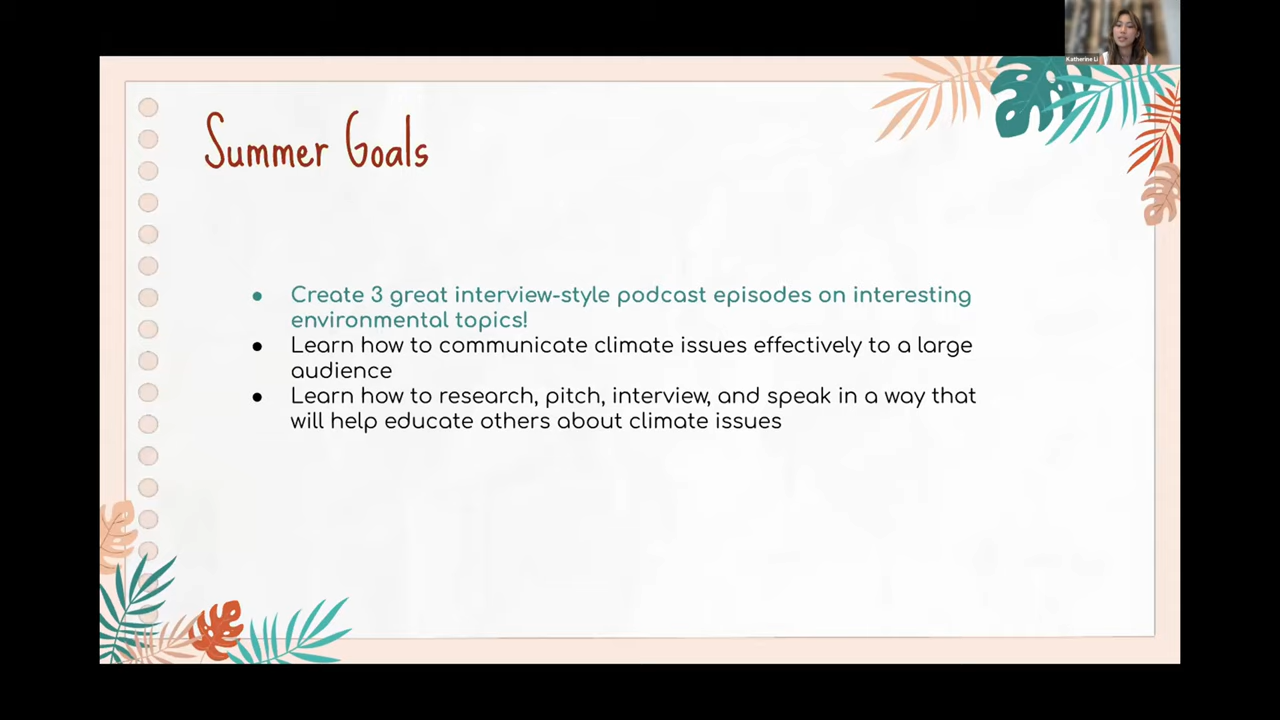 Katherine Li
Summer Goals
● Create 3 great interview-style podcast episodes on interesting
environmental topics!
● Learn how to communicate climate issues effectively to a large
audience
● Learn how to research, pitch, interview, and speak in a way that
will help educate others about climate issues